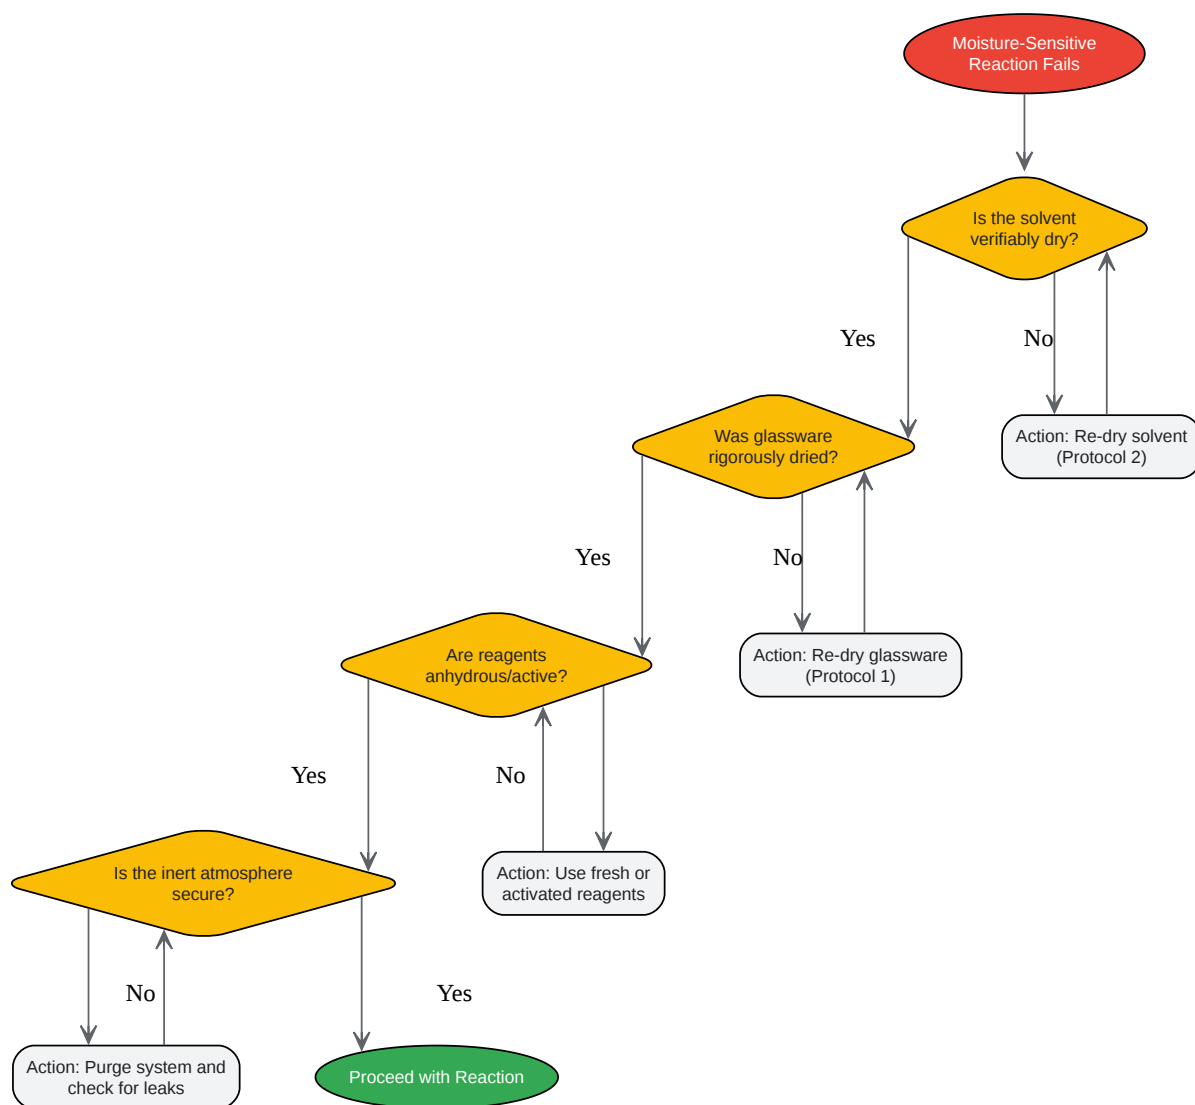 Moisture-Sensitive
Reaction Fails
Is the solvent
verifiably dry?
Yes
No
Action: Re-dry solvent
(Protocol 2)
Was glassware
rigorously dried?
Yes
No
Action: Re-dry glassware
(Protocol 1)
Are reagents
anhydrous/active?
Yes
No
Action: Use fresh or
activated reagents
Is the inert atmosphere
secure?
No
Yes
Action: Purge system and
check for leaks
Proceed with Reaction